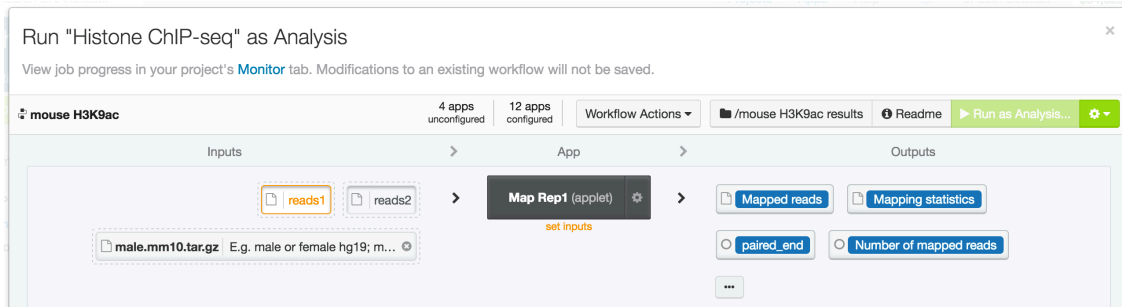 Run "Histone ChIP-seq" as Analysis
×
View job progress in your project's Monitor tab. Modifications to an existing workflow will not be saved.
mouse H3K9ac
4 apps
unconfigured
12 apps
configured
Workflow Actions
/mouse H3K9ac results
Readme
Run as Analysis...
Inputs
App
Outputs
reads1
reads2
Map Rep1 (applet)
set inputs
Mapped reads
Mapping statistics
male.mm10.tar.gz E.g. male or female hg19; m...
paired_end
Number of mapped reads
...